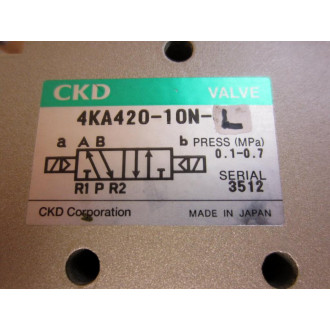 CKD VALVE
4KA420-10N-L
a A B b PRESS (MPa)
0.1-0.7
R1 P R2 SERIAL
3512
CKD Corporation MADE IN JAPAN